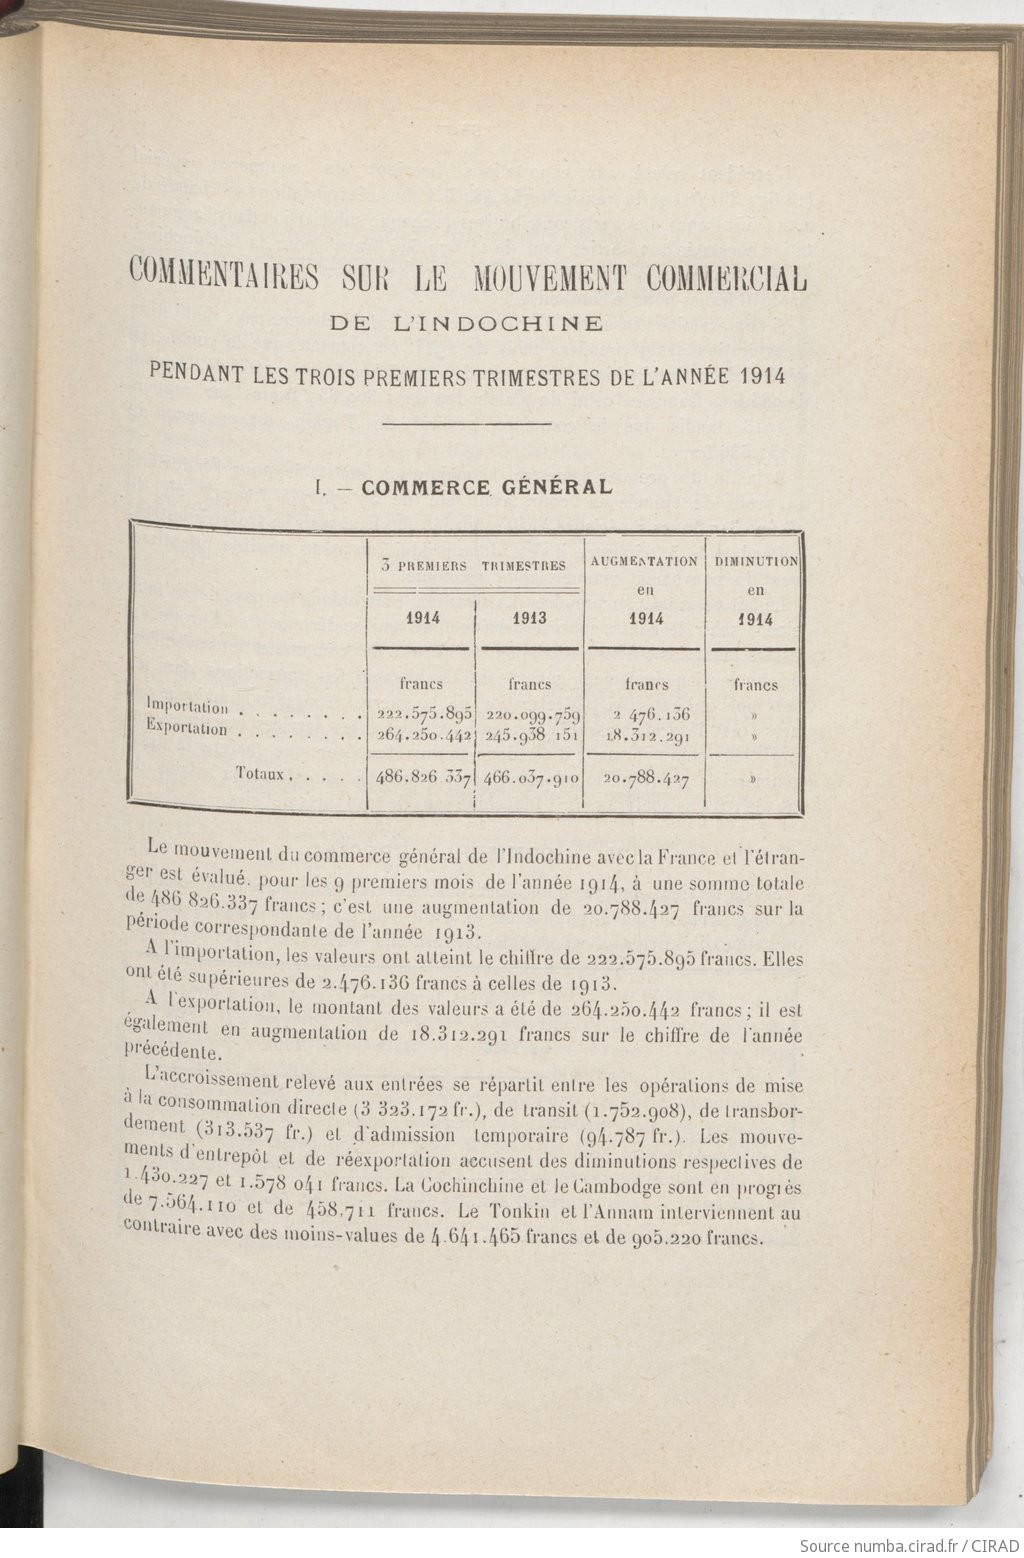 COMMENTAIRES SUR LE MOUVEMENT COMMERCIAL
DE L'INDOCHINE
PENDANT LES TROIS PREMIERS TRIMESTRES DE L'ANNÉE 1914
I. — COMMERCE GÉNÉRAL
3 PREMIERS TRIMESTRES AUGMENTATION DIMINUTION
en en
1914 1913 1914 1914
francs francs francs francs
Importation . . . . . . . 222.575.895 220.099.759 2 476.136 »
Exportation . . . . . . . 264.250.442 245.938 151 18.312.291 »
Totaux . . . . . 486.826 337 466.037.910 20.788.427 »
Le mouvement du commerce général de l'Indochine avec la France et l'étran-
ger est évalué. pour les 9 premiers mois de l'année 1914, à une somme totale
de 486 826.337 francs ; c'est une augmentation de 20.788.427 francs sur la
période correspondante de l'année 1913.
A l'importation, les valeurs ont atteint le chiffre de 222.575.895 francs. Elles
ont été supérieures de 2.476.136 francs à celles de 1913.
A l'exportation, le montant des valeurs a été de 264.250.442 francs ; il est
également en augmentation de 18.312.291 francs sur le chiffre de l'année
précédente.
L'accroissement relevé aux entrées se répartit entre les opérations de mise
à la consommation directe (3 323.172 fr.), de transit (1.752.908), de transbor-
dement (313.537 fr.) et d'admission temporaire (94.787 fr.). Les mouve-
ments d'entrepôt et de réexportation accusent des diminutions respectives de
1.430.227 et 1.578 041 francs. La Cochinchine et le Cambodge sont en progrès
de 7.564.110 et de 458.711 francs. Le Tonkin et l'Annam interviennent au
contraire avec des moins-values de 4.641.465 francs et de 905.220 francs.
Source numba.cirad.fr / CIRAD